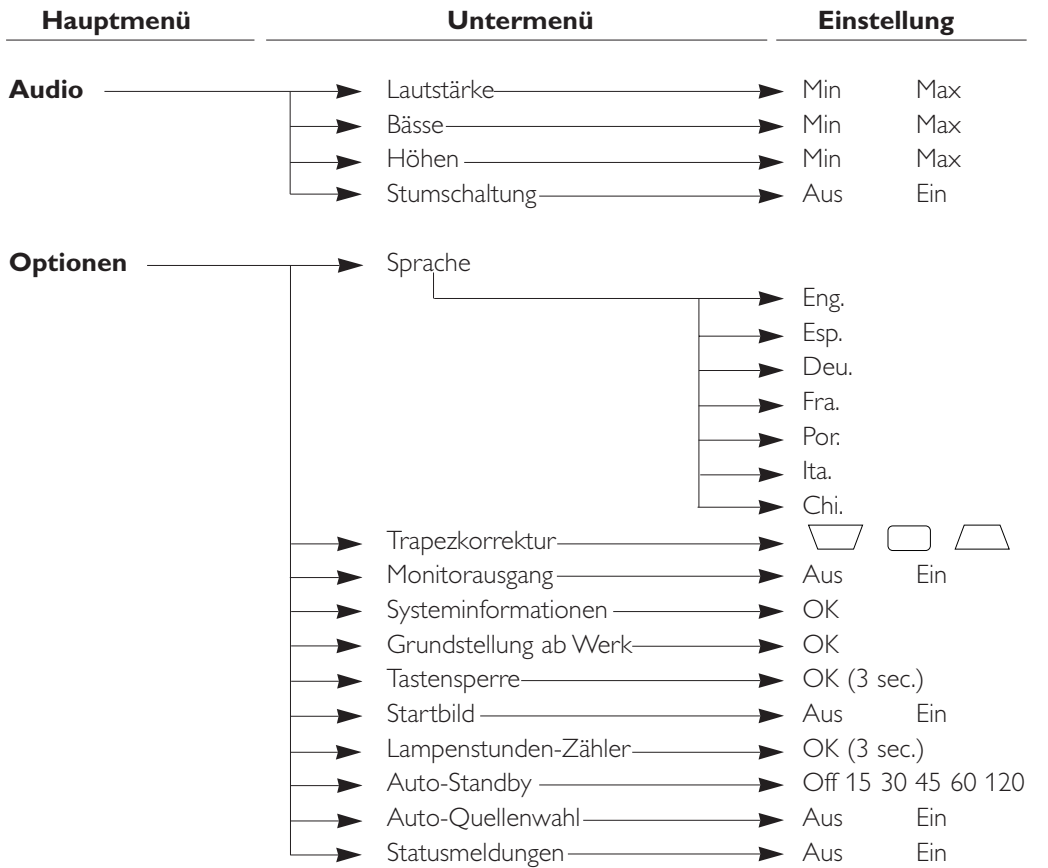 Hauptmenü Untermenü Einstellung
Audio Lautstärke Min Max
Bässe Min Max
Höhen Min Max
Stumschaltung Aus Ein
Optionen Sprache
Eng.
Esp.
Deu.
Fra.
Por.
Ita.
Chi.
Trapezkorrektur
Monitorausgang Aus Ein
Systeminformationen OK
Grundstellung ab Werk OK
Tastensperre OK (3 sec.)
Startbild Aus Ein
Lampenstunden-Zähler OK (3 sec.)
Auto-Standby Off 15 30 45 60 120
Auto-Quellenwahl Aus Ein
Statusmeldungen Aus Ein